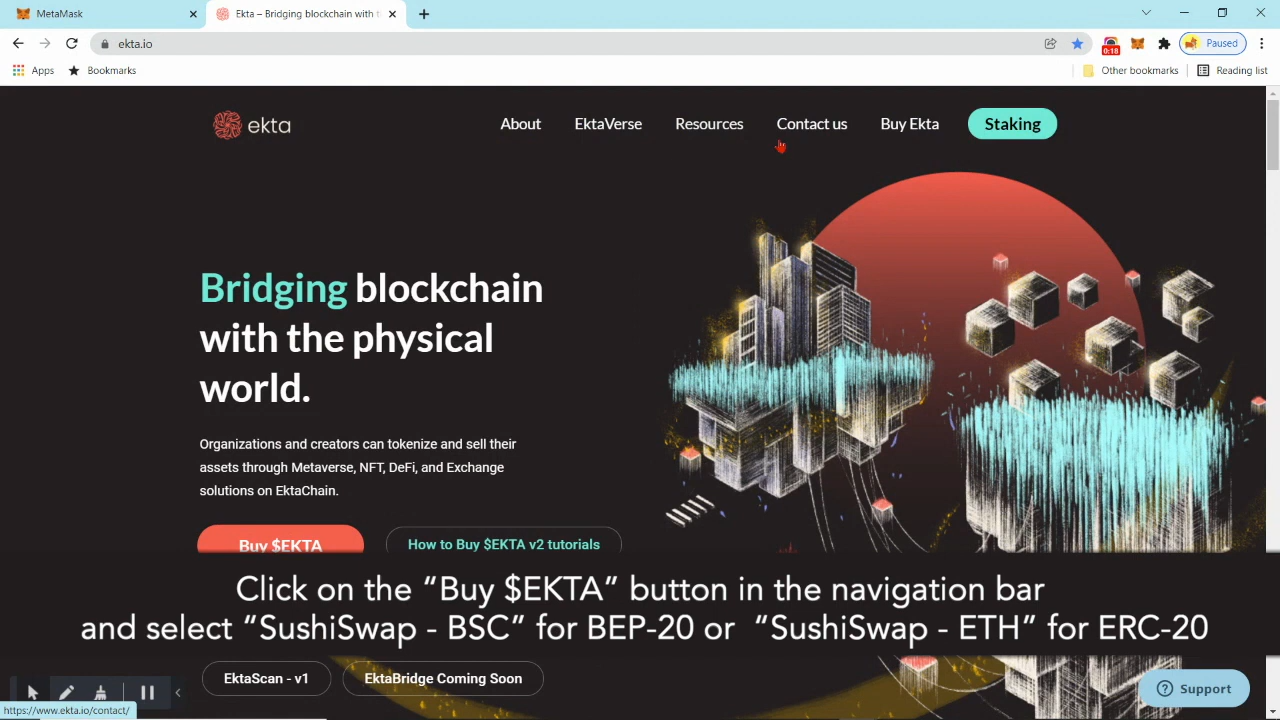 MetaMask
Ekta – Bridging blockchain with t
ekta.io
0:18
Paused
Apps
Bookmarks
Other bookmarks
Reading list
ekta
About
EktaVerse
Resources
Contact us
Buy Ekta
Staking
Bridging blockchain
with the physical
world.
Organizations and creators can tokenize and sell their
assets through Metaverse, NFT, DeFi, and Exchange
solutions on EktaChain.
Buy $EKTA
How to Buy $EKTA v2 tutorials
Click on the “Buy $EKTA” button in the navigation bar
and select “SushiSwap - BSC” for BEP-20 or “SushiSwap - ETH” for ERC-20
EktaScan - v1
EktaBridge Coming Soon
Support
https://www.ekta.io/contact/